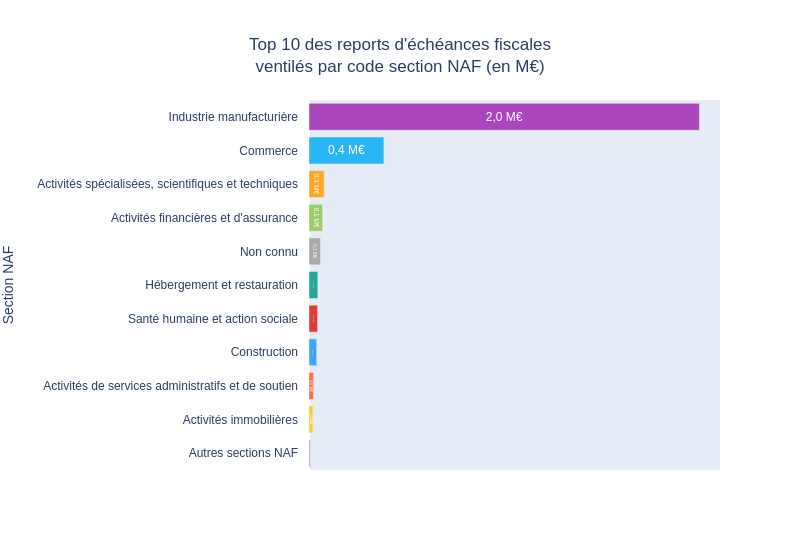 Top 10 des reports d'échéances fiscales
ventilés par code section NAF (en M€)
Section NAF
Industrie manufacturière
2,0 M€
Commerce
0,4 M€
Activités spécialisées, scientifiques et techniques
0,1 M€
Activités financières et d'assurance
0,1 M€
Non connu
0,1 M€
Hébergement et restauration
Santé humaine et action sociale
Construction
Activités de services administratifs et de soutien
Activités immobilières
Autres sections NAF